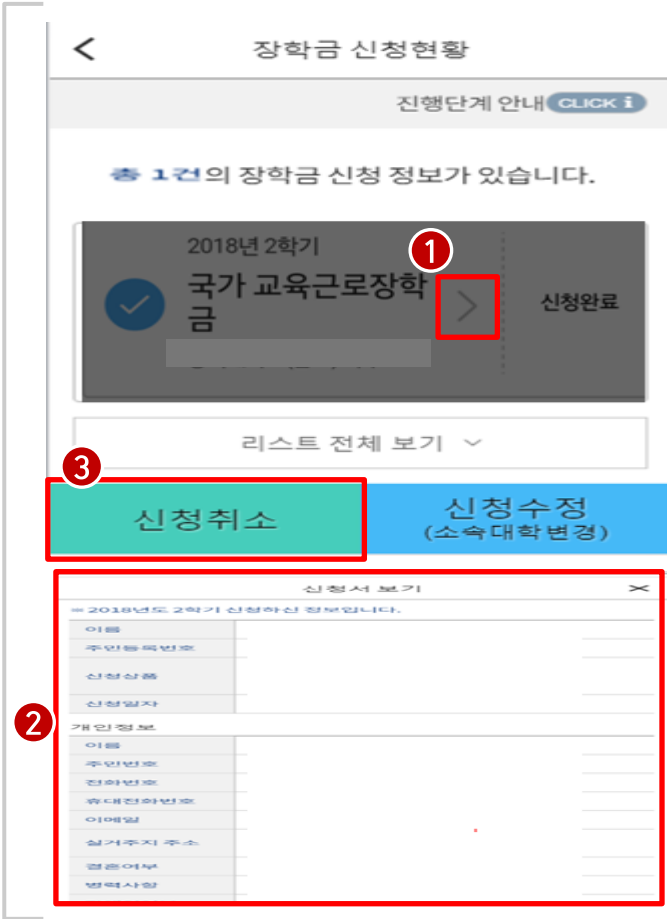 장학금 신청현황
진행단계 안내 CLICK i
총 1건의 장학금 신청 정보가 있습니다.
2018년 2학기
1
국가 교육근로장학
금
신청완료
리스트 전체 보기
3
신청취소
신청수정
(소속대학변경)
신청서 보기
2018년도 2학기 신청하신 정보입니다.
이름
주민등록번호
신청상품
신청일자
2
개인정보
이름
주민번호
전화번호
휴대전화번호
이메일
실거주지 주소
결혼여부
병력사항